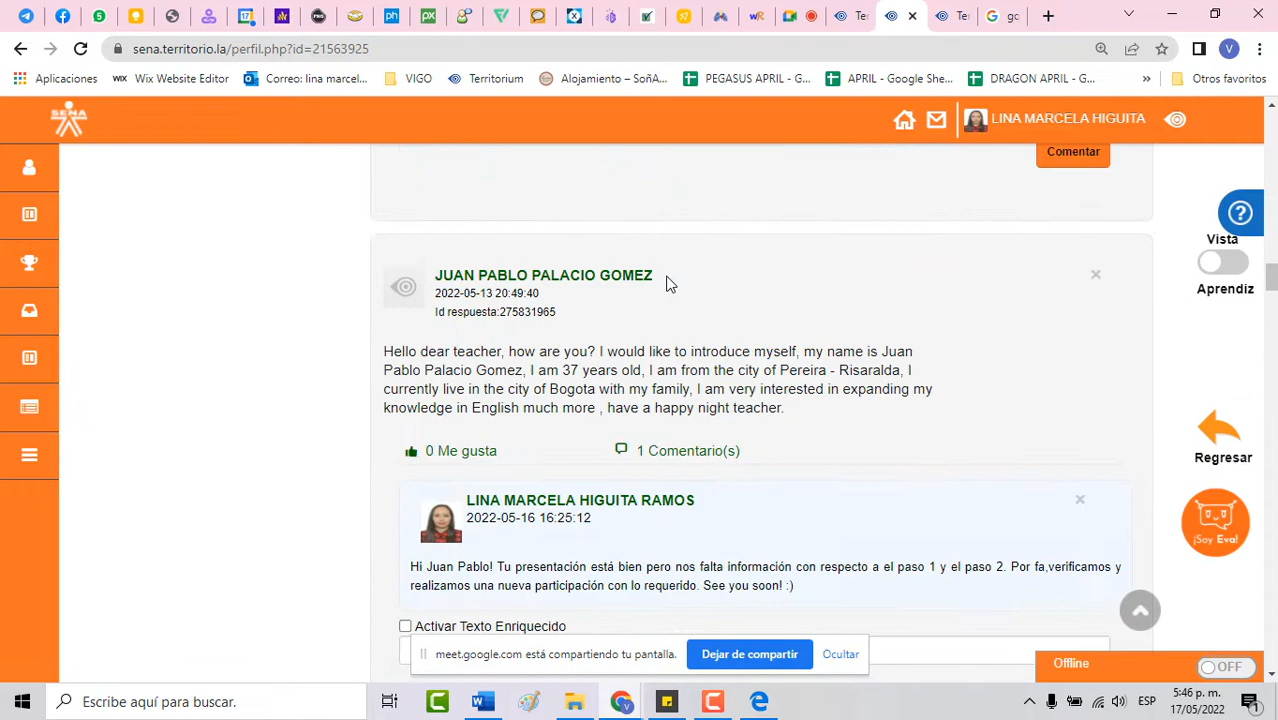 Ter
Ter
goo
sena.territorio.la/perfil.php?id=21563925
Aplicaciones
WiX Wix Website Editor
Correo: lina marcel...
VIGO
Territorium
Alojamiento – SoñA...
PEGASUS APRIL - G...
APRIL - Google She...
DRAGON APRIL - G...
»
Otros favoritos
SENA
LINA MARCELA HIGUITA
Comentar
Vista
Aprendiz
JUAN PABLO PALACIO GOMEZ
2022-05-13 20:49:40
Id respuesta:275831965
Hello dear teacher, how are you? I would like to introduce myself, my name is Juan
Pablo Palacio Gomez, I am 37 years old, I am from the city of Pereira - Risaralda, I
currently live in the city of Bogota with my family, I am very interested in expanding my
knowledge in English much more , have a happy night teacher.
0 Me gusta
1 Comentario(s)
Regresar
¡Soy Eva!
LINA MARCELA HIGUITA RAMOS
2022-05-16 16:25:12
Hi Juan Pablo! Tu presentación está bien pero nos falta información con respecto a el paso 1 y el paso 2. Por fa,verificamos y
realizamos una nueva participación con lo requerido. See you soon! :)
Activar Texto Enriquecido
meet.google.com está compartiendo tu pantalla.
Dejar de compartir
Ocultar
Offline
OFF
Escribe aquí para buscar.
ESP
5:46 p. m.
17/05/2022